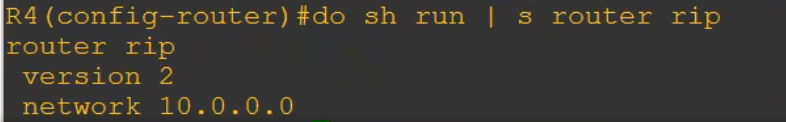 R4(config-router)#do sh run | s router rip
router rip
 version 2
 network 10.0.0.0